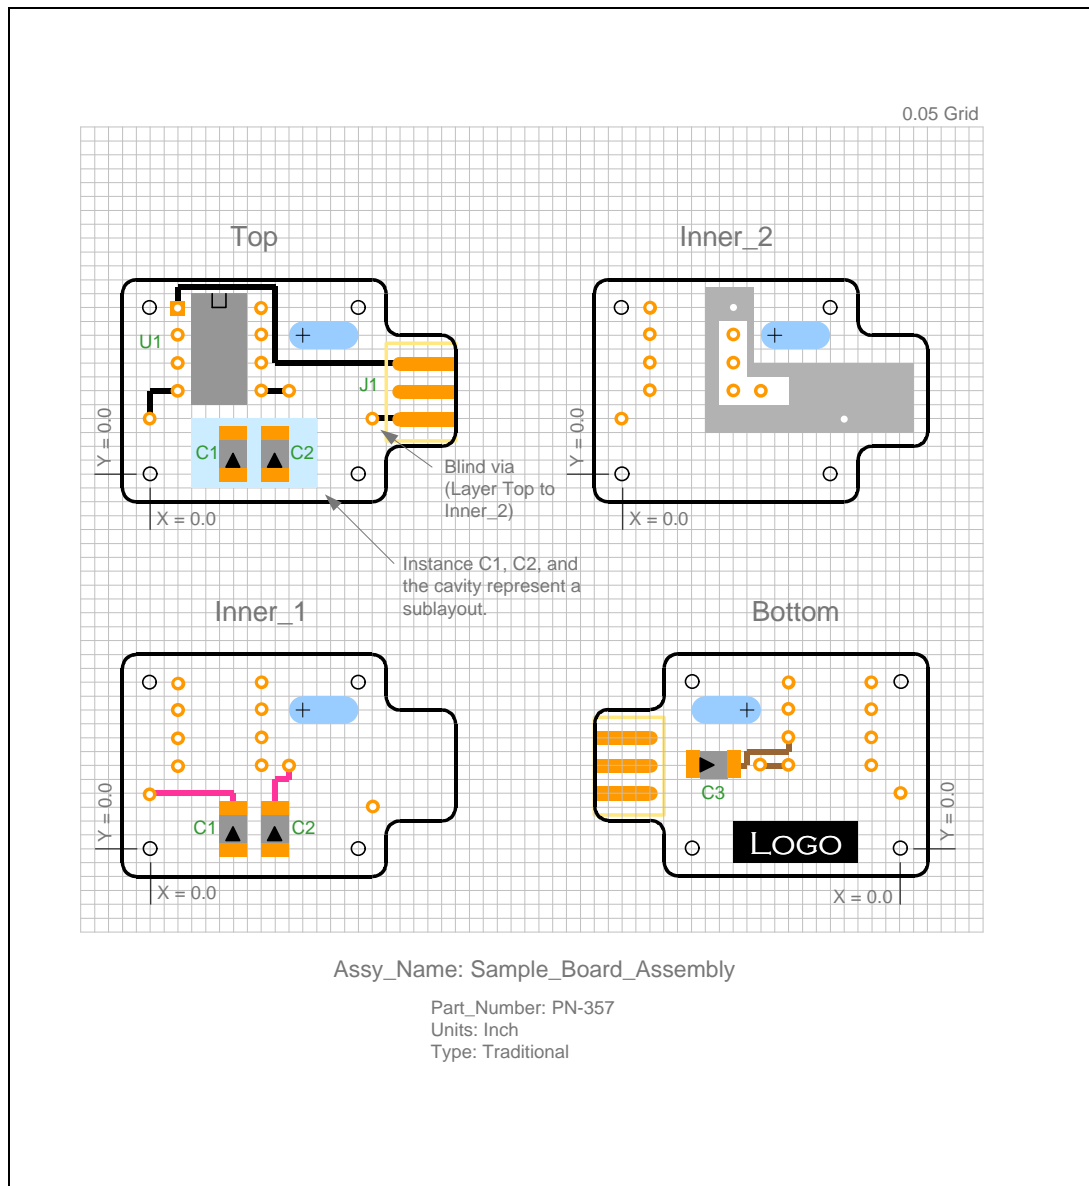 0.05 Grid
Top
Inner_2
U1
J1
C1
C2
Y = 0.0
X = 0.0
Blind via
(Layer Top to
Inner_2)
Y = 0.0
X = 0.0
Instance C1, C2, and
the cavity represent a
sublayout.
Inner_1
Bottom
C1
C2
Y = 0.0
X = 0.0
C3
LOGO
Y = 0.0
X = 0.0
Assy_Name: Sample_Board_Assembly
Part_Number: PN-357
Units: Inch
Type: Traditional